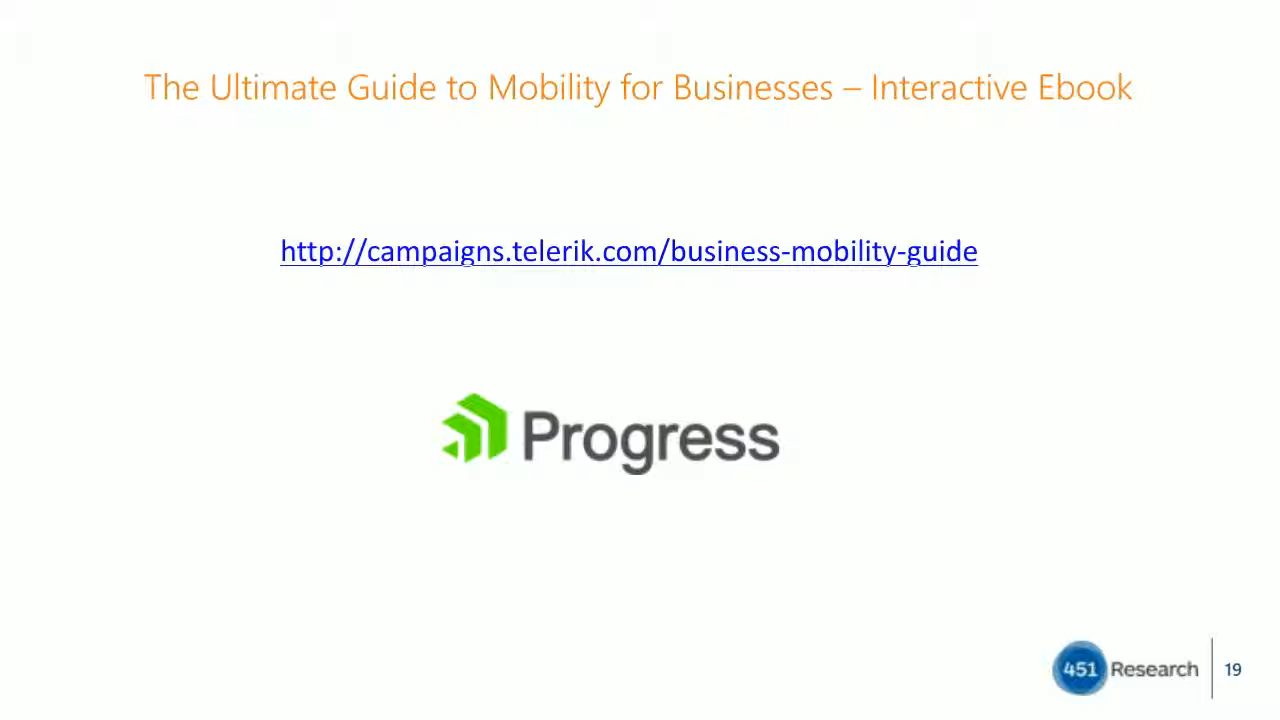 The Ultimate Guide to Mobility for Businesses – Interactive Ebook
http://campaigns.telerik.com/business-mobility-guide
Progress
451 Research
19